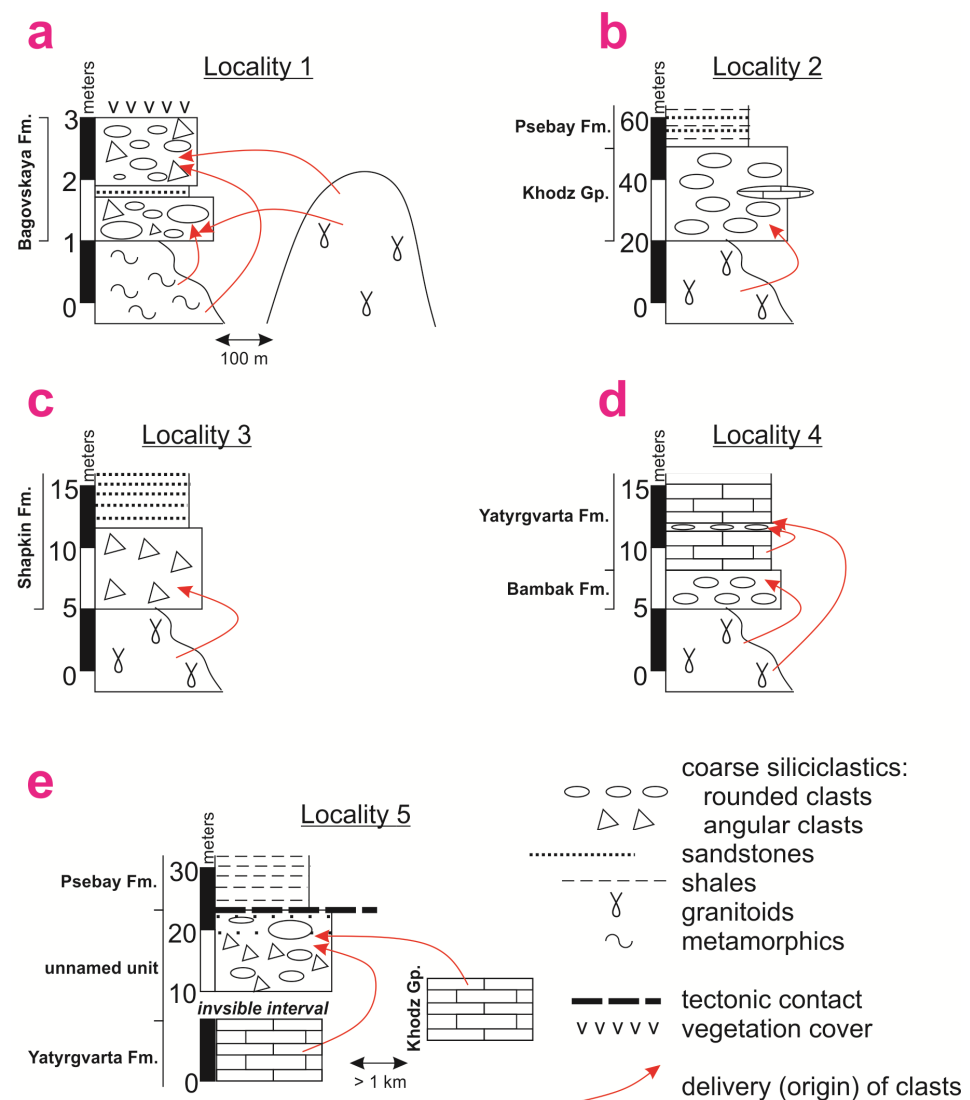 a
Locality 1
meters
3
2
1
0
Bagovskaya Fm.
100 m
b
Locality 2
meters
60
40
20
0
Psebay Fm.
Khodz Gp.
c
Locality 3
meters
15
10
5
0
Shapkin Fm.
d
Locality 4
meters
15
10
5
0
Yatyrgvarta Fm.
Bambak Fm.
e
Locality 5
meters
30
20
10
0
Psebay Fm.
unnamed unit
invsible interval
Yatyrgvarta Fm.
Khodz Gp.
> 1 km
coarse siliciclastics:
rounded clasts
angular clasts
sandstones
shales
granitoids
metamorphics
tectonic contact
vegetation cover
delivery (origin) of clasts